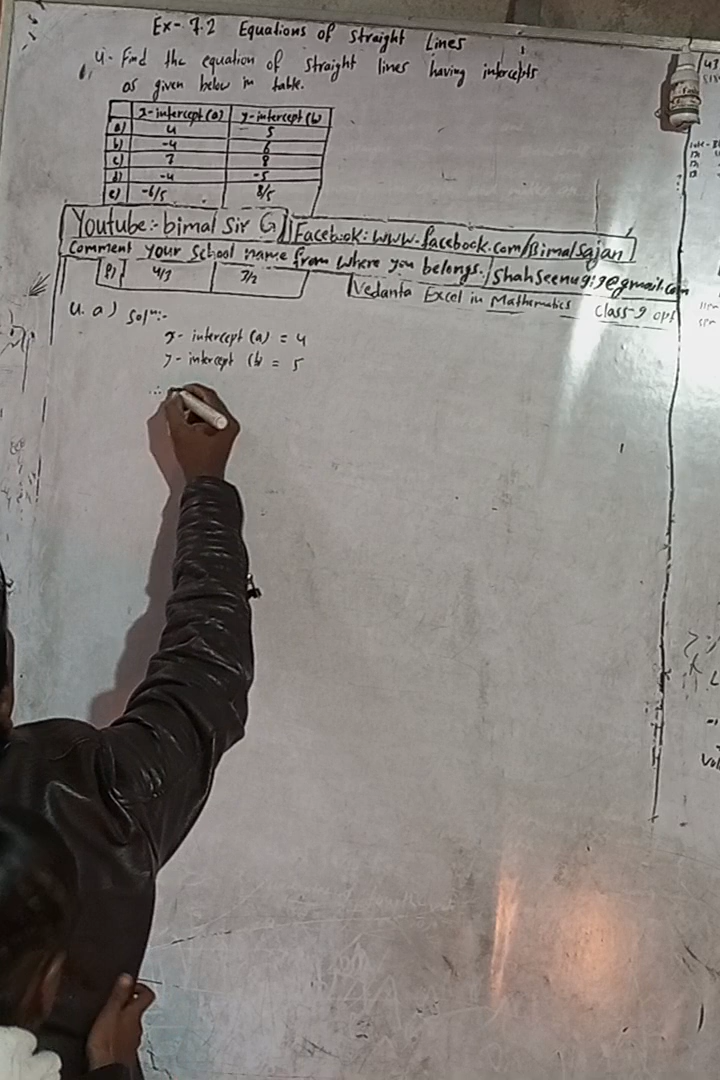 Ex-7.2 Equations of Straight Lines
4- Find the equation of straight lines having intercepts
as given below in table.
x-intercept (a) y-intercept (b)
a) 4 5
b) -4 6
c) 7 8
d) -4 -5
e) -6/5 8/5
Youtube:- bimal Sir G
Facebook: www.facebook.com/Bimalsajan
Comment your School name from where you belongs.
4/3 7/2
Vedanta Excel in Mathematics Class-9 opt
4. a) Solⁿ:-
x- intercept (a) = 4
y- intercept (b = 5
∴